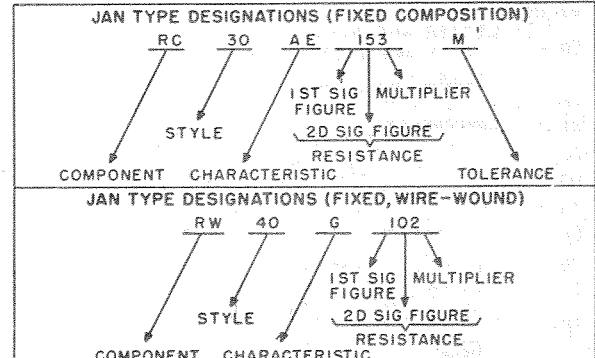 JAN TYPE DESIGNATIONS (FIXED COMPOSITION)
RC 30 AE 153 M
1ST SIG FIGURE MULTIPLIER
STYLE 2D SIG FIGURE
RESISTANCE
COMPONENT CHARACTERISTIC TOLERANCE
JAN TYPE DESIGNATIONS (FIXED, WIRE-WOUND)
RW 40 G 102
1ST SIG FIGURE MULTIPLIER
STYLE 2D SIG FIGURE
RESISTANCE
COMPONENT CHARACTERISTIC